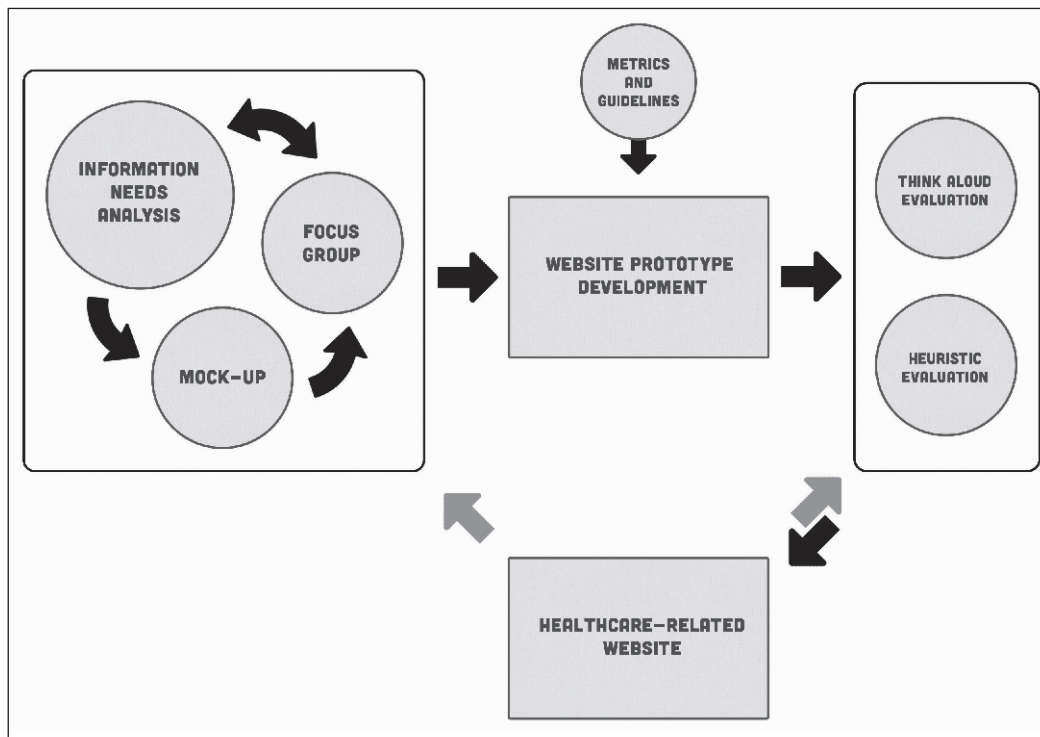 METRICS
AND
GUIDELINES
INFORMATION
NEEDS
ANALYSIS
FOCUS
GROUP
MOCK-UP
WEBSITE PROTOTYPE
DEVELOPMENT
THINK ALOUD
EVALUATION
HEURISTIC
EVALUATION
HEALTHCARE-RELATED
WEBSITE